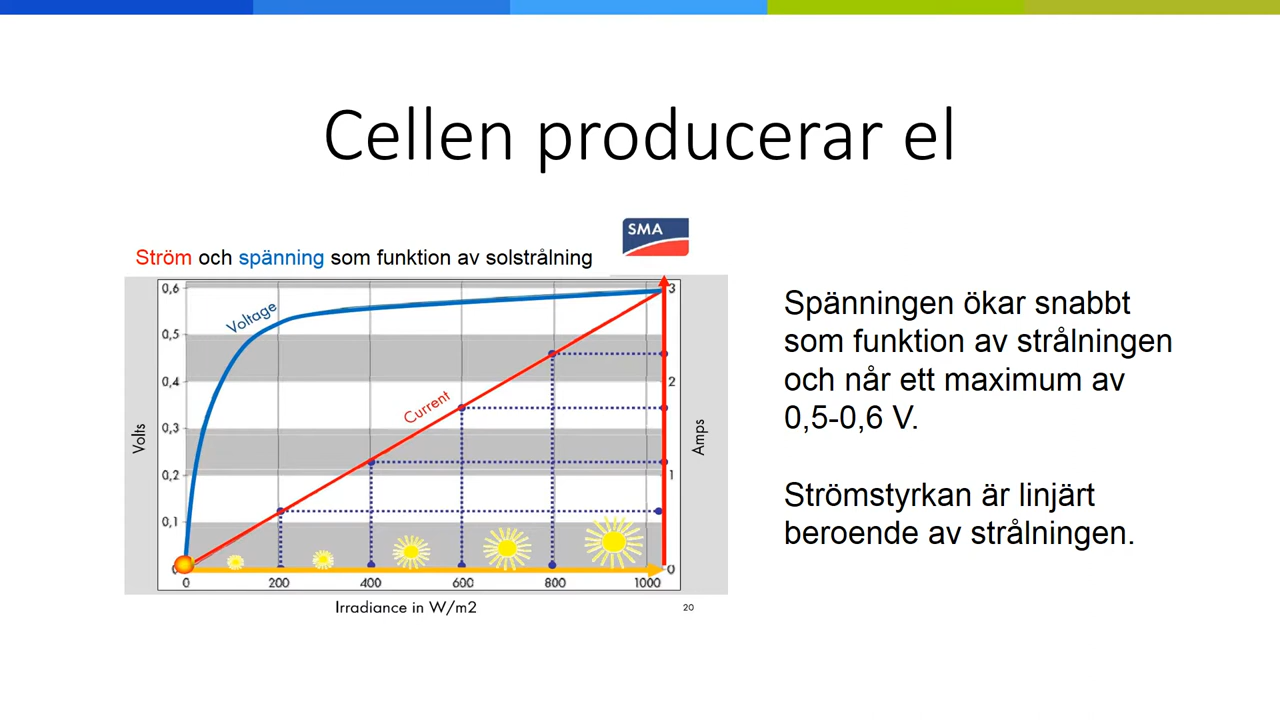 Cellen producerar el
SMA
Ström och spänning som funktion av solstrålning
0,6
0,5
0,4
0,3
0,2
0,1
0
Volts
Voltage
Current
3
2
1
0
Amps
0
200
400
600
800
1000
Irradiance in W/m2
20
Spänningen ökar snabbt
som funktion av strålningen
och når ett maximum av
0,5-0,6 V.
Strömstyrkan är linjärt
beroende av strålningen.